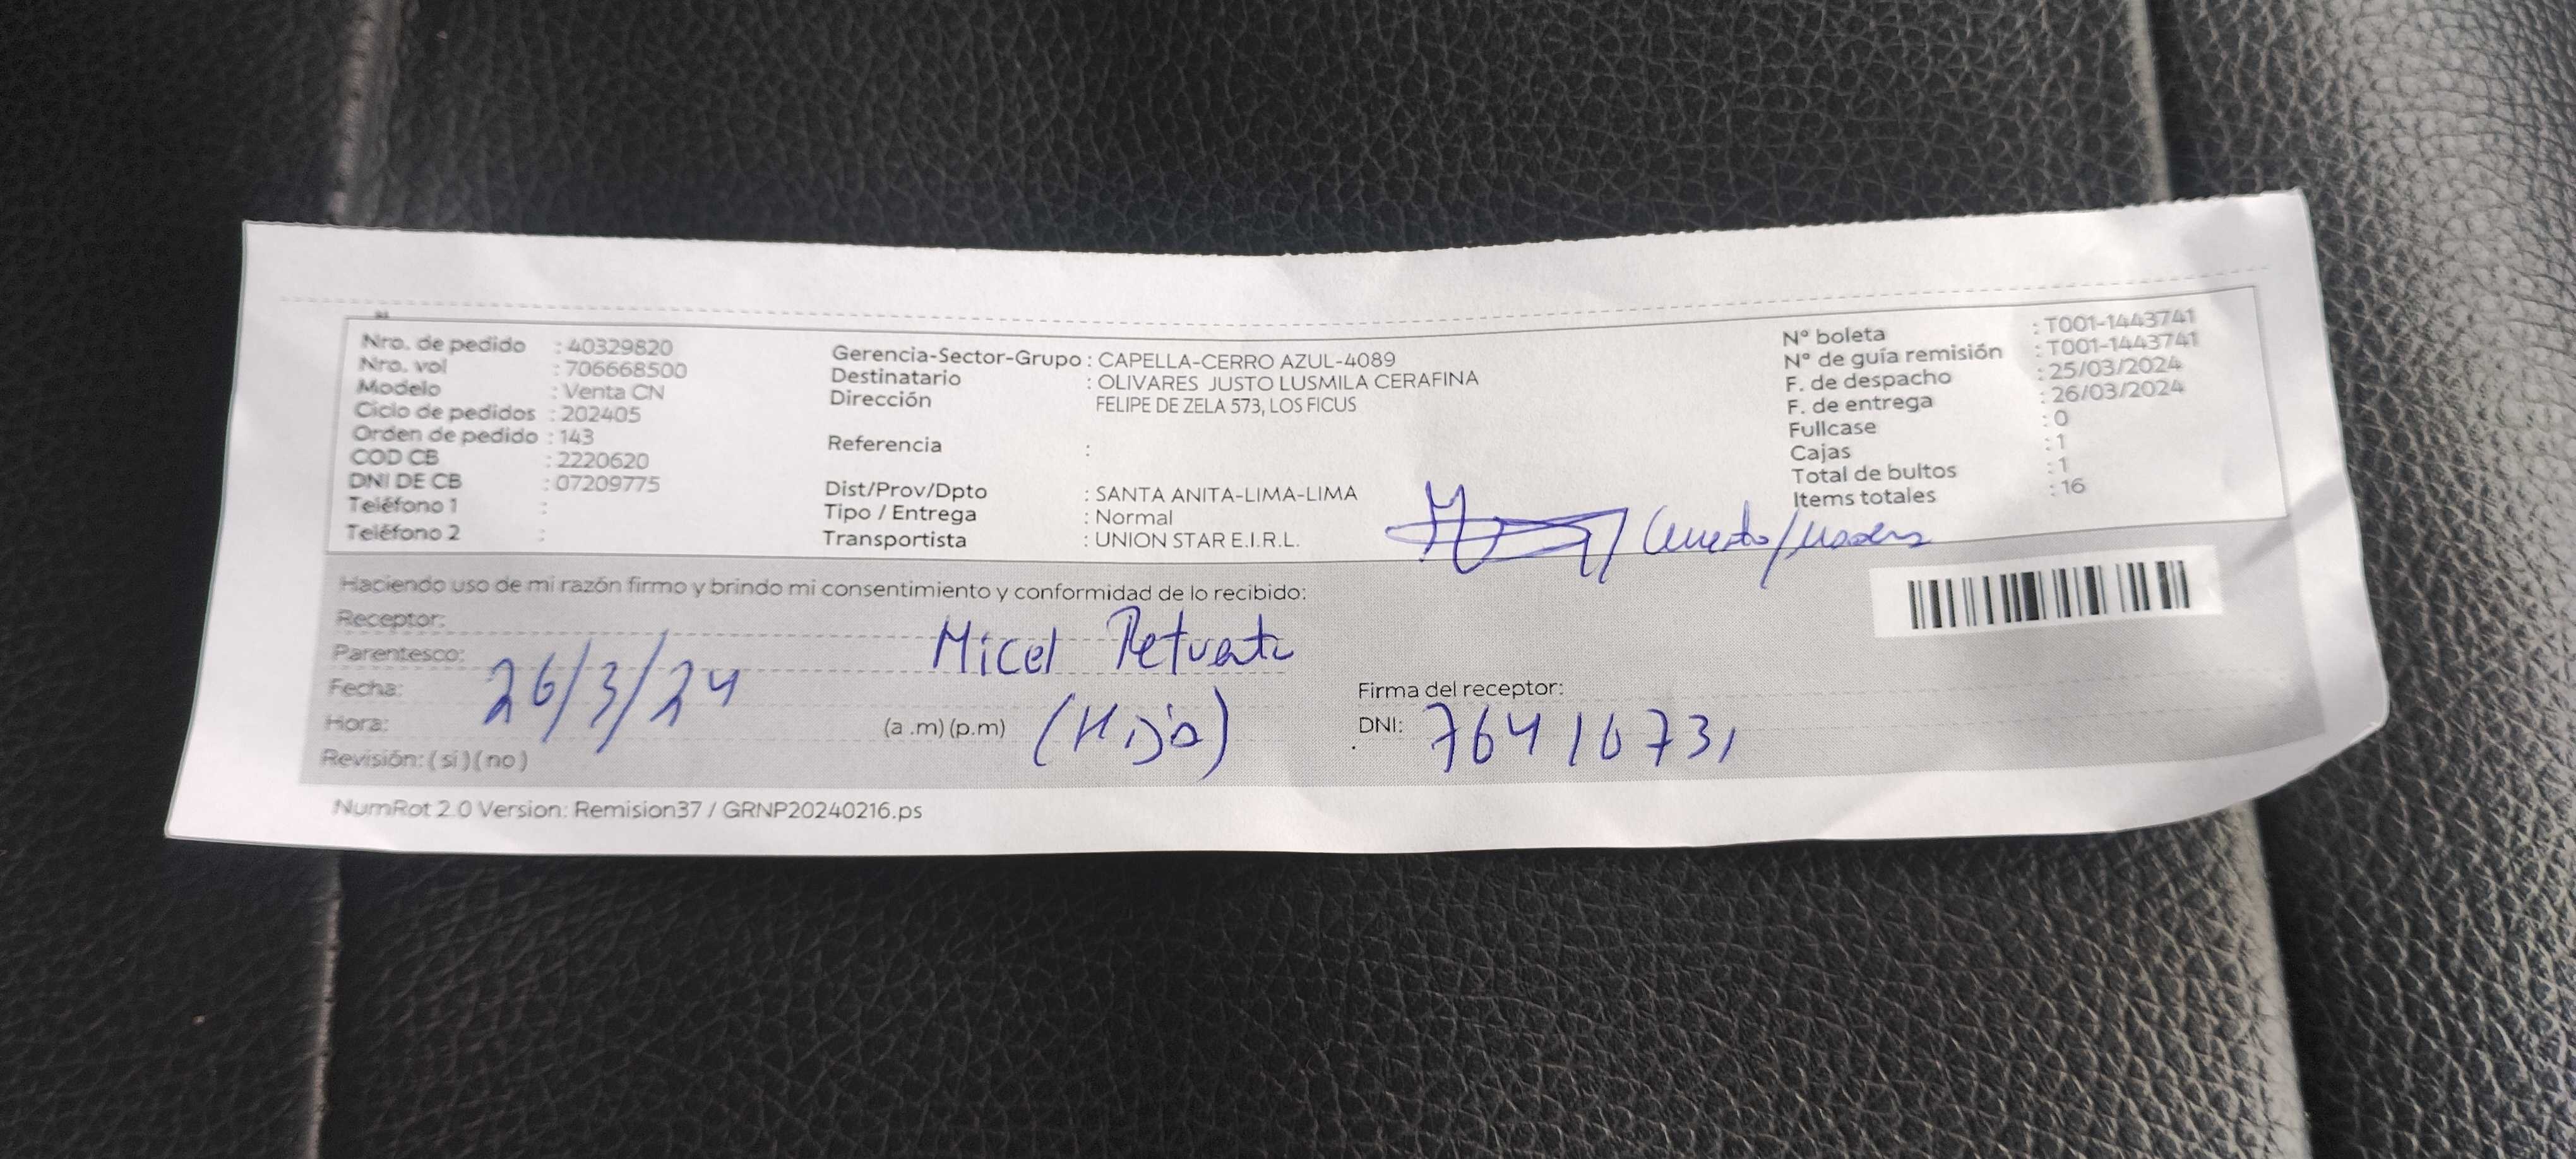 Nro. de pedido : 40329820
Nro. vol : 706668500
Modelo : Venta CN
Ciclo de pedidos : 202405
Orden de pedido : 143
COD CB : 2220620
DNI DE CB : 07209775
Teléfono 1 :
Teléfono 2 :
Gerencia-Sector-Grupo : CAPELLA-CERRO AZUL-4089
Destinatario : OLIVARES JUSTO LUSMILA CERAFINA
Dirección FELIPE DE ZELA 573, LOS FICUS
Referencia :
Dist/Prov/Dpto : SANTA ANITA-LIMA-LIMA
Tipo / Entrega : Normal
Transportista : UNION STAR E.I.R.L.
N° boleta : T001-1443741
N° de guía remisión : T001-1443741
F. de despacho : 25/03/2024
F. de entrega : 26/03/2024
Fullcase : 0
Cajas : 1
Total de bultos : 1
Items totales : 16
Haciendo uso de mi razón firmo y brindo mi consentimiento y conformidad de lo recibido:
Receptor: Micel
Parentesco:
Fecha: 26/3/24
Firma del receptor:
Hora: (a .m) (p.m) (Hijo)
DNI: 76416731
Revisión: ( si ) ( no )
NumRot 2.0 Version: Remision37 / GRNP20240216.ps